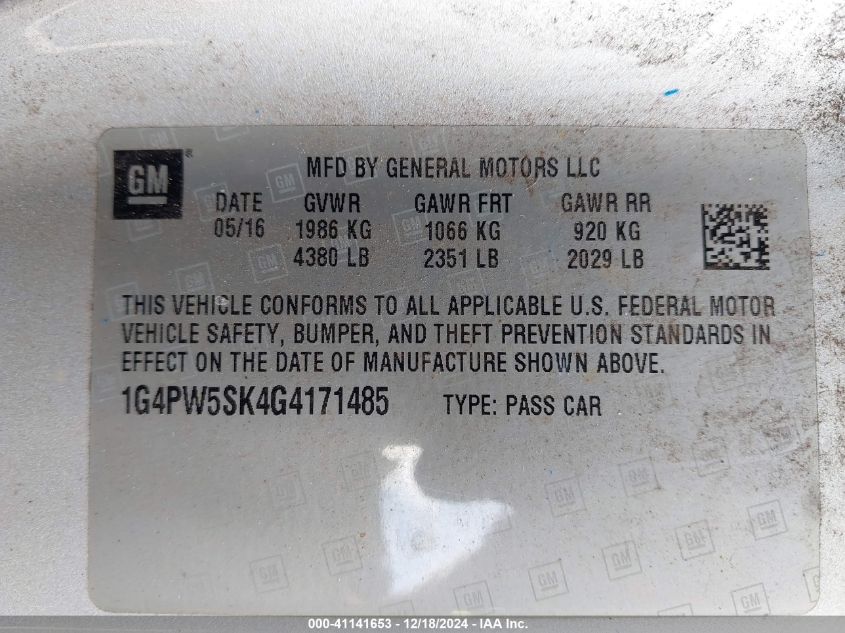 GM ® MFD BY GENERAL MOTORS LLC
DATE GVWR GAWR FRT GAWR RR
05/16 1986 KG 1066 KG 920 KG
4380 LB 2351 LB 2029 LB
THIS VEHICLE CONFORMS TO ALL APPLICABLE U.S. FEDERAL MOTOR
VEHICLE SAFETY, BUMPER, AND THEFT PREVENTION STANDARDS IN
EFFECT ON THE DATE OF MANUFACTURE SHOWN ABOVE.
1G4PW5SK4G4171485 TYPE: PASS CAR
000-41141653 - 12/18/2024 - IAA Inc.